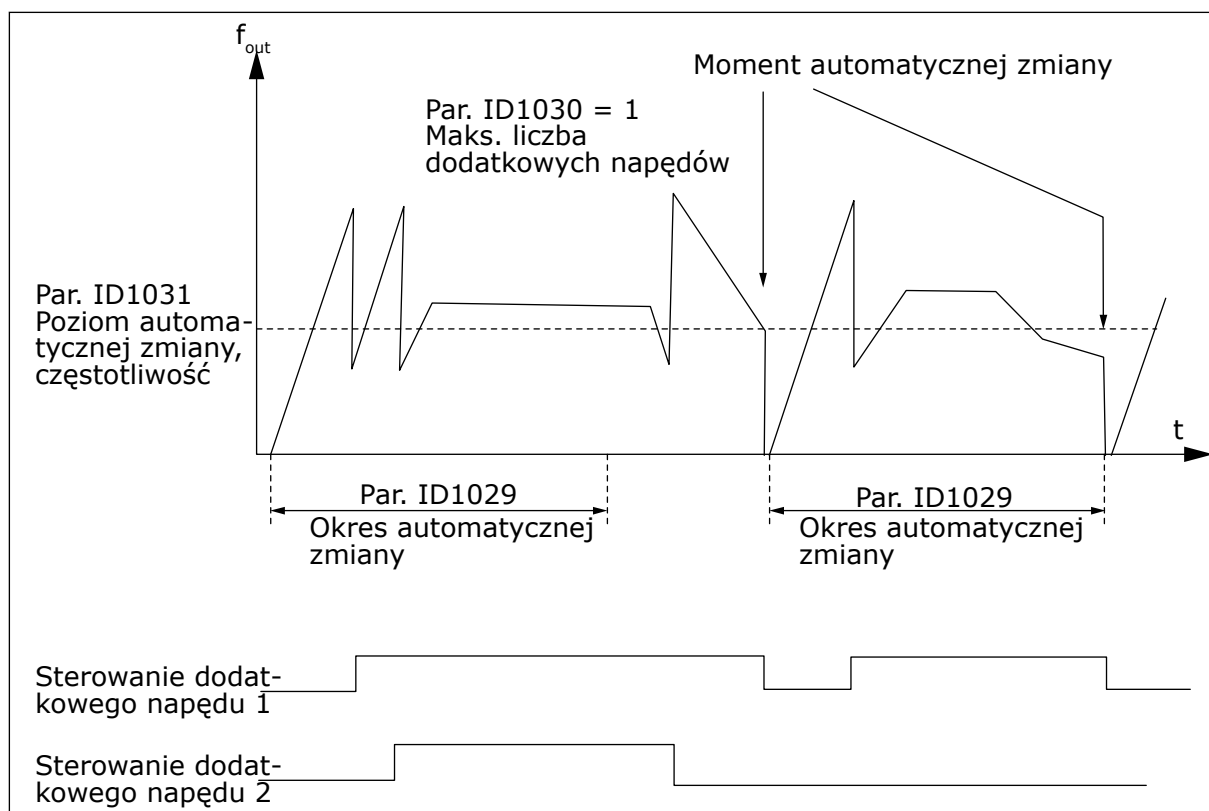 fout
Moment automatycznej zmiany
Par. ID1030 = 1
Maks. liczba
dodatkowych napędów
Par. ID1031
Poziom automa-
tycznej zmiany,
częstotliwość
t
Par. ID1029
Okres automatycznej
zmiany
Par. ID1029
Okres automatycznej
zmiany
Sterowanie dodat-
kowego napędu 1
Sterowanie dodat-
kowego napędu 2